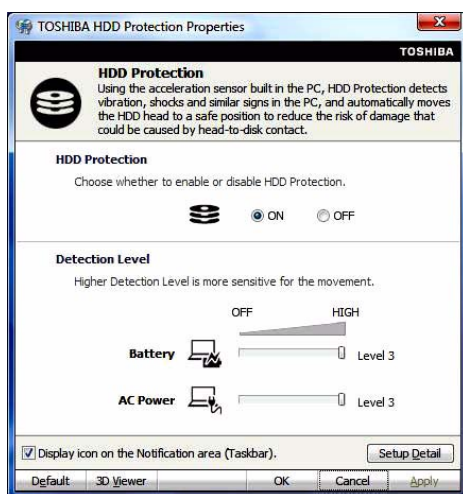 TOSHIBA HDD Protection Properties
TOSHIBA
HDD Protection
Using the acceleration sensor built in the PC, HDD Protection detects
vibration, shocks and similar signs in the PC, and automatically moves
the HDD head to a safe position to reduce the risk of damage that
could be caused by head-to-disk contact.
HDD Protection
Choose whether to enable or disable HDD Protection.
ON OFF
Detection Level
Higher Detection Level is more sensitive for the movement.
OFF HIGH
Battery Level 3
AC Power Level 3
Display icon on the Notification area (Taskbar). Setup Detail
Default 3D Viewer OK Cancel Apply